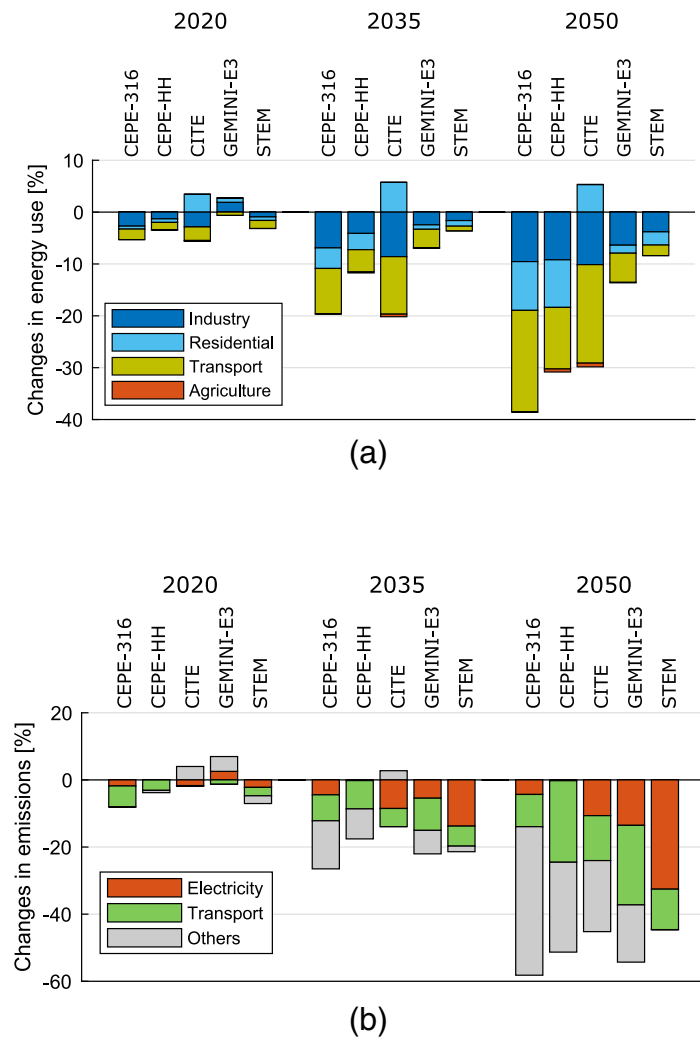 2020 2035 2050
CEPE-316 CEPE-HH CITE GEMINI-E3 STEM CEPE-316 CEPE-HH CITE GEMINI-E3 STEM CEPE-316 CEPE-HH CITE GEMINI-E3 STEM
Changes in energy use [%]
10
0
-10
-20
-30
-40
Industry
Residential
Transport
Agriculture
(a)
2020 2035 2050
CEPE-316 CEPE-HH CITE GEMINI-E3 STEM CEPE-316 CEPE-HH CITE GEMINI-E3 STEM CEPE-316 CEPE-HH CITE GEMINI-E3 STEM
Changes in emissions [%]
20
0
-20
-40
-60
Electricity
Transport
Others
(b)